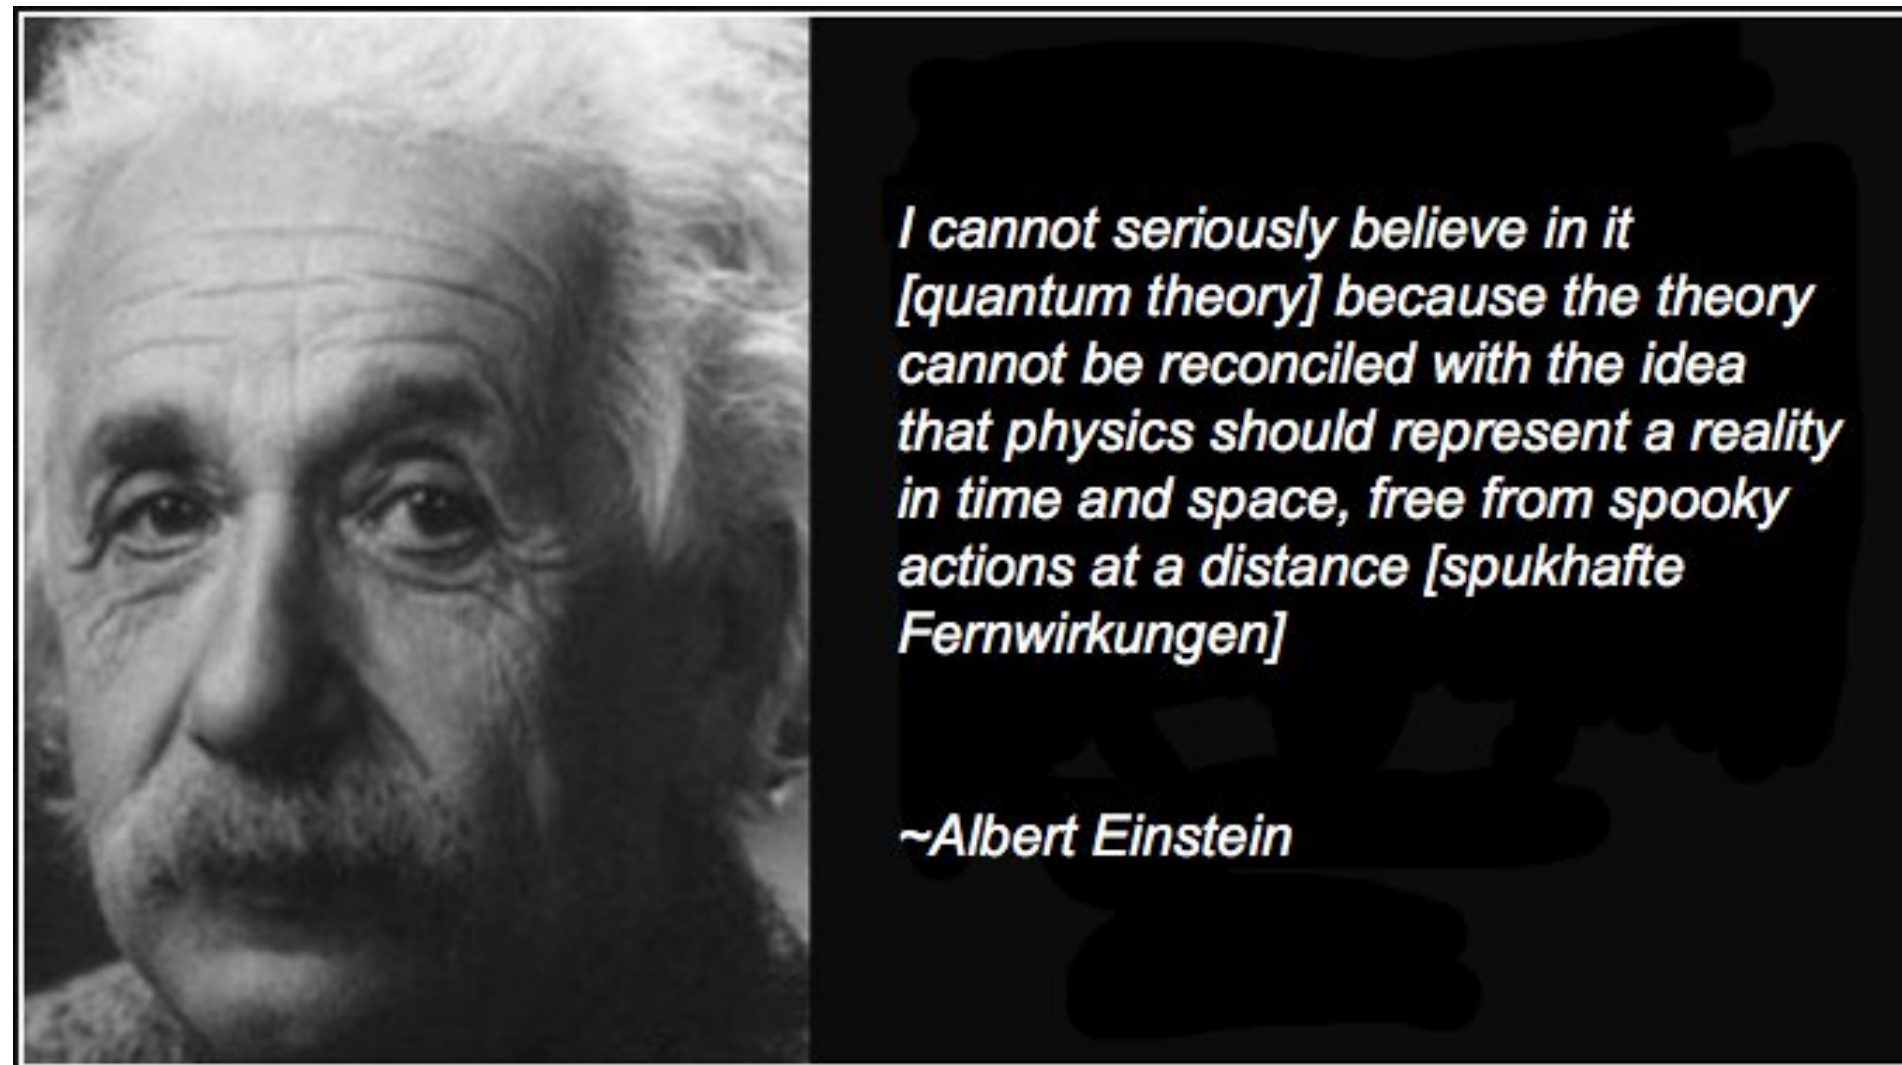 I cannot seriously believe in it
[quantum theory] because the theory
cannot be reconciled with the idea
that physics should represent a reality
in time and space, free from spooky
actions at a distance [spukhafte
Fernwirkungen]
~Albert Einstein